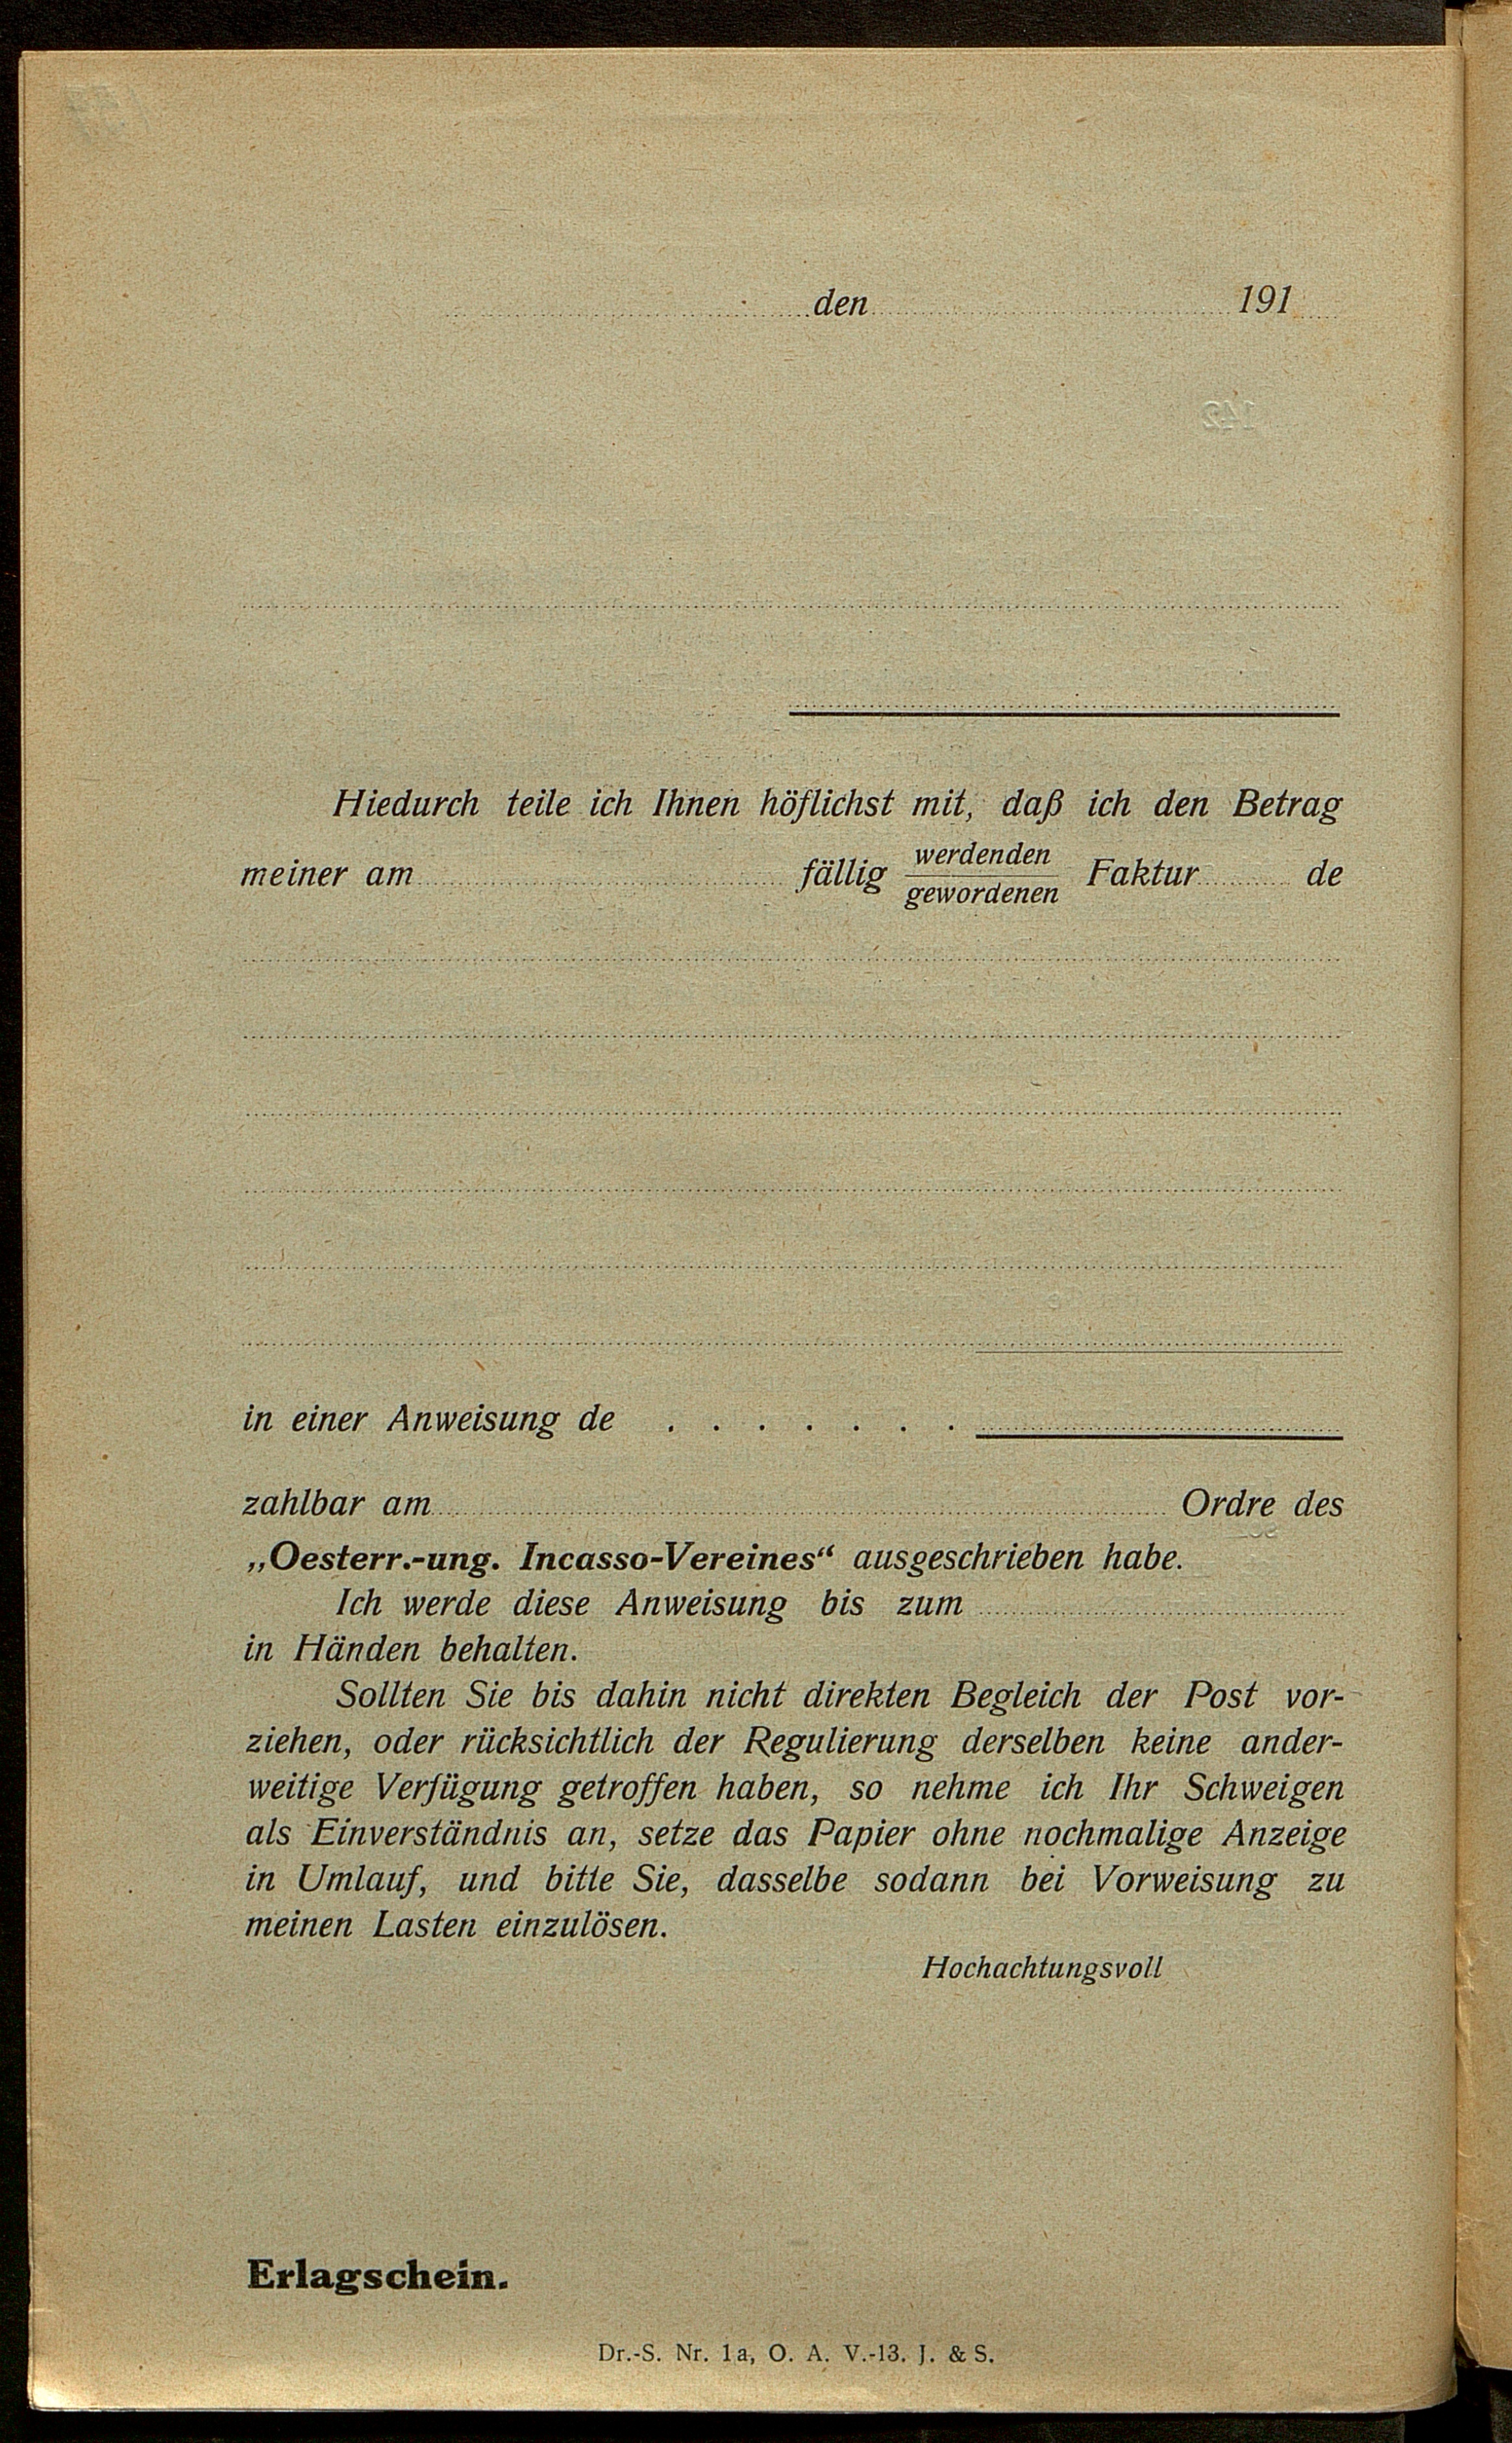 den 191
Hiedurch teile ich Ihnen höflichst mit, daß ich den Betrag
meiner am fällig werdenden Faktur de
gewordenen
in einer Anweisung de . . . . . . .
zahlbar am Ordre des
„Oesterr.-ung. Incasso-Vereines“ ausgeschrieben habe.
Ich werde diese Anweisung bis zum
in Händen behalten.
Sollten Sie bis dahin nicht direkten Begleich der Post vor-
ziehen, oder rücksichtlich der Regulierung derselben keine ander-
weitige Verfügung getroffen haben, so nehme ich Ihr Schweigen
als Einverständnis an, setze das Papier ohne nochmalige Anzeige
in Umlauf, und bitte Sie, dasselbe sodann bei Vorweisung zu
meinen Lasten einzulösen.
Hochachtungsvoll
Erlagschein.
Dr.-S. Nr. 1a, O. A. V.-13. J. & S.